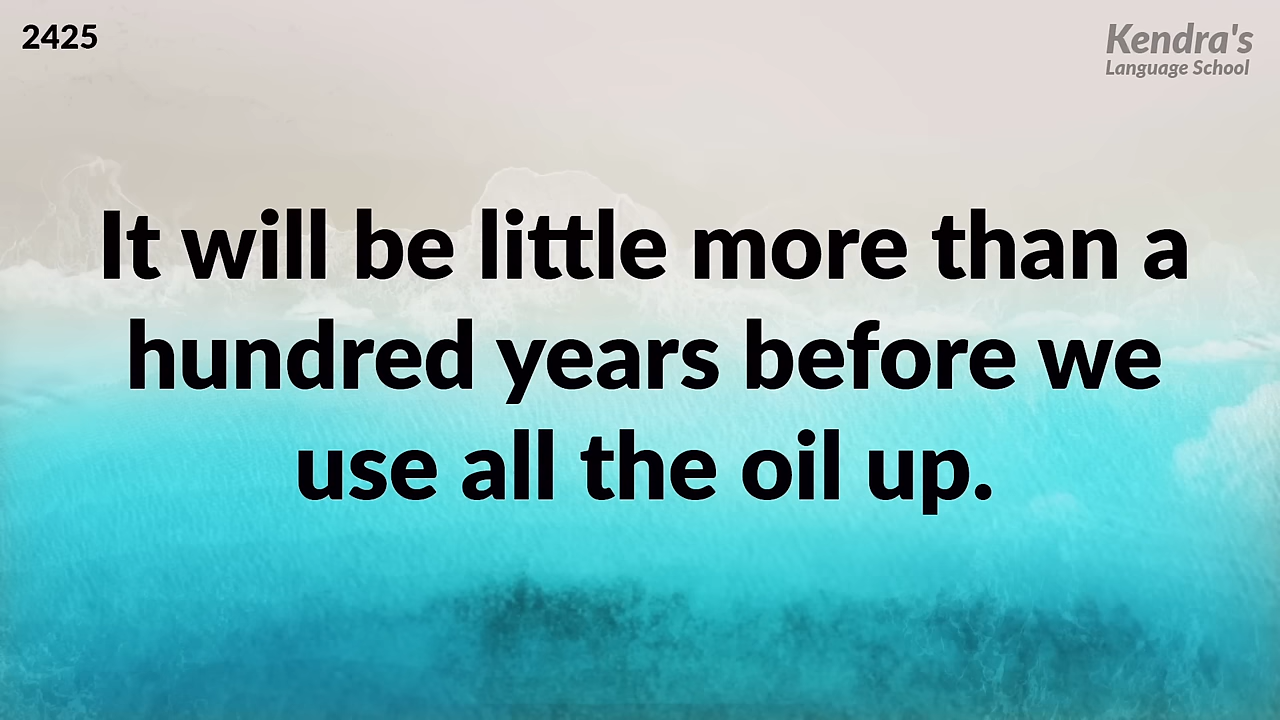 2425
Kendra's
Language School
It will be little more than a
hundred years before we
use all the oil up.